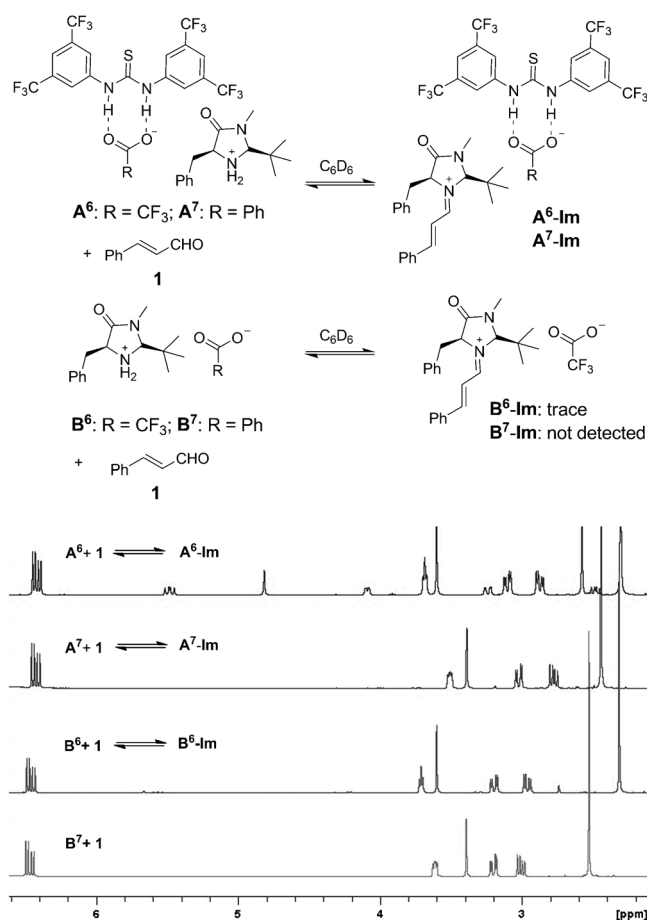 CF₃ CF₃ CF₃ CF₃
F₃C S CF₃ F₃C S CF₃
N N N N
H H H H
O O⁻ O O⁻
R R
O N N⁺ H₂ Ph
C₆D₆
O N N⁺ Ph Ph
A⁶: R = CF₃; A⁷: R = Ph
A⁶-Im
A⁷-Im
+ Ph CHO
1
O N N⁺ H₂ Ph O O⁻ R
C₆D₆
O N N⁺ Ph Ph O O⁻ CF₃
B⁶: R = CF₃; B⁷: R = Ph
B⁶-Im: trace
B⁷-Im: not detected
+ Ph CHO
1
A⁶+ 1 A⁶-Im
A⁷+ 1 A⁷-Im
B⁶+ 1 B⁶-Im
B⁷+ 1
6 5 4 3 [ppm]